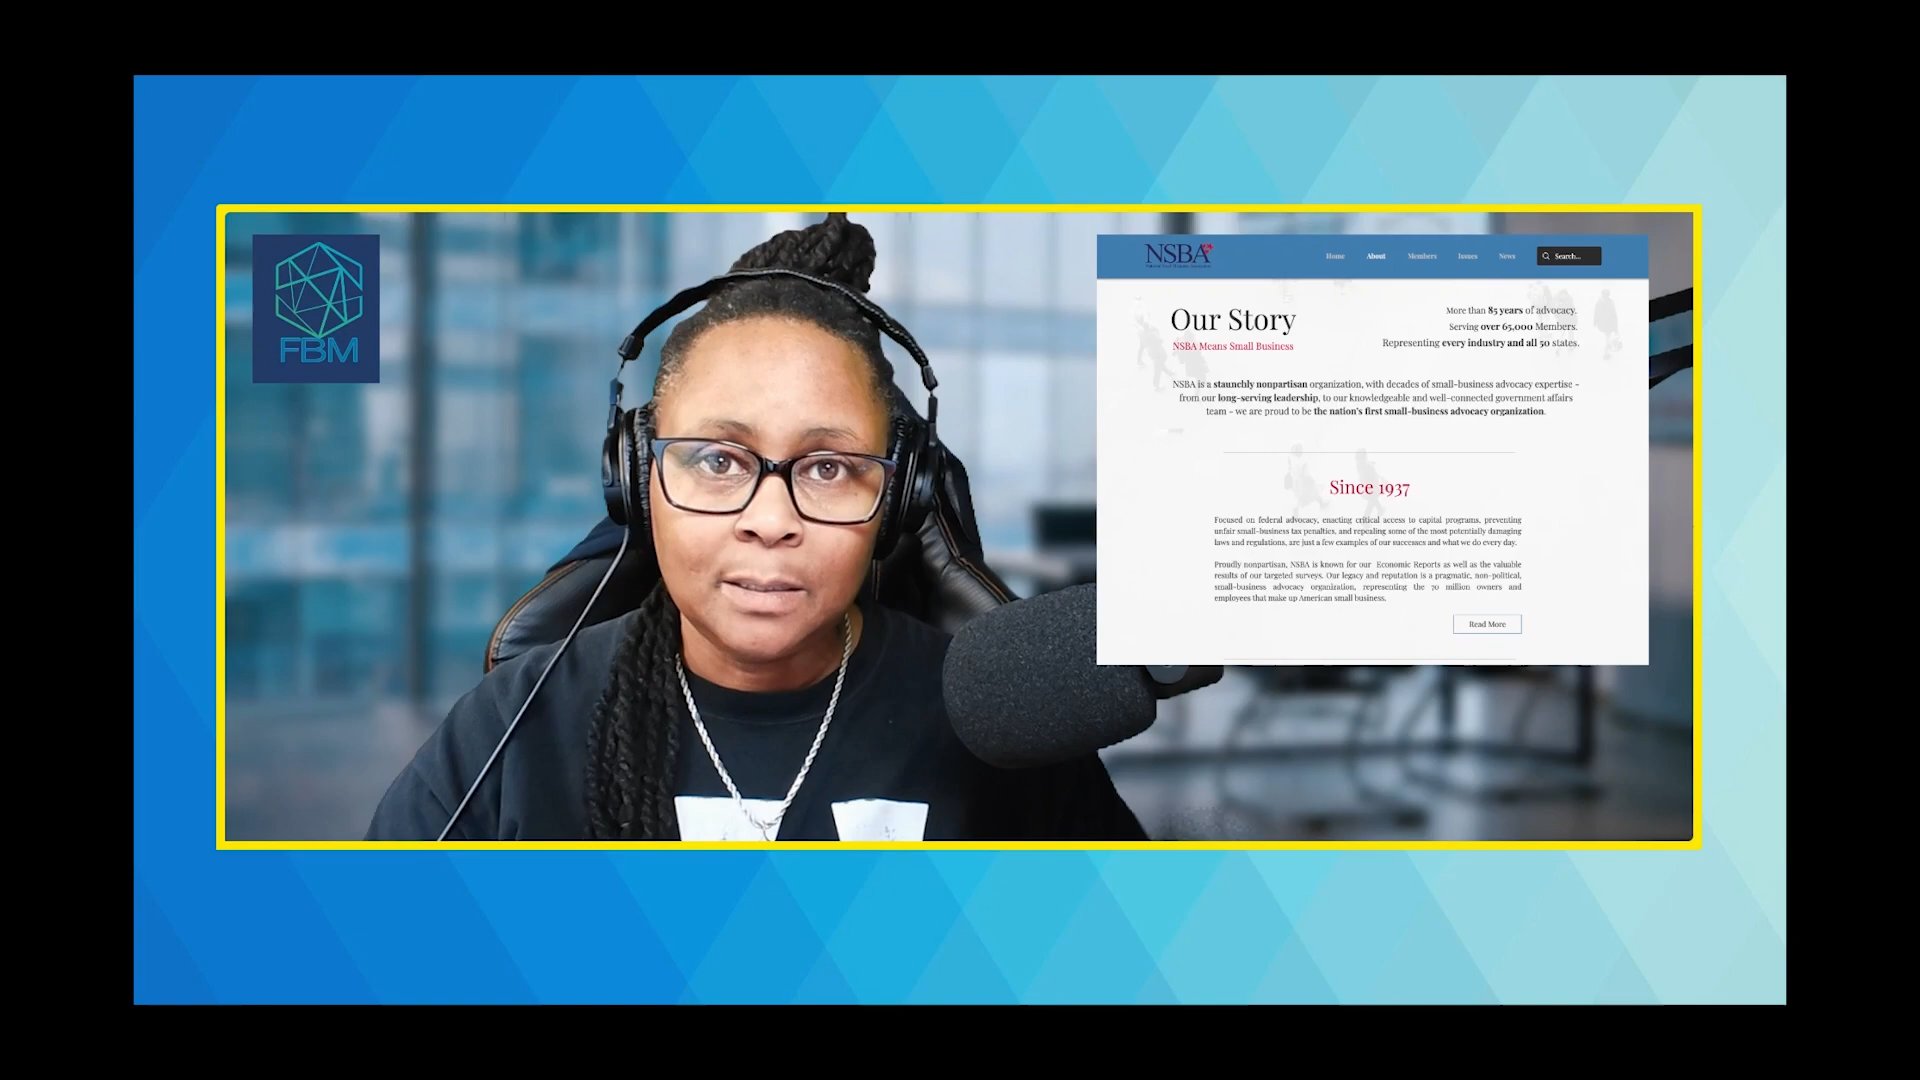 FBM
NSBA
Home About Members Issues News Search...
Our Story
NSBA Means Small Business
More than 85 years of advocacy.
Serving over 65,000 Members.
Representing every industry and all 50 states.
NSBA is a staunchly nonpartisan organization, with decades of small-business advocacy expertise -
from our long-serving leadership, to our knowledgeable and well-connected government affairs
team - we are proud to be the nation's first small-business advocacy organization.
Since 1937
Focused on federal advocacy, enacting critical access to capital programs, preventing
unfair small-business tax penalties, and repealing some of the most potentially damaging
laws and regulations, are just a few examples of our successes and what we do every day.
Proudly nonpartisan, NSBA is known for our Economic Reports as well as the valuable
results of our targeted surveys. Our legacy and reputation is a pragmatic, non-political,
small-business advocacy organization, representing the 70 million owners and
employees that make up American small business.
Read More